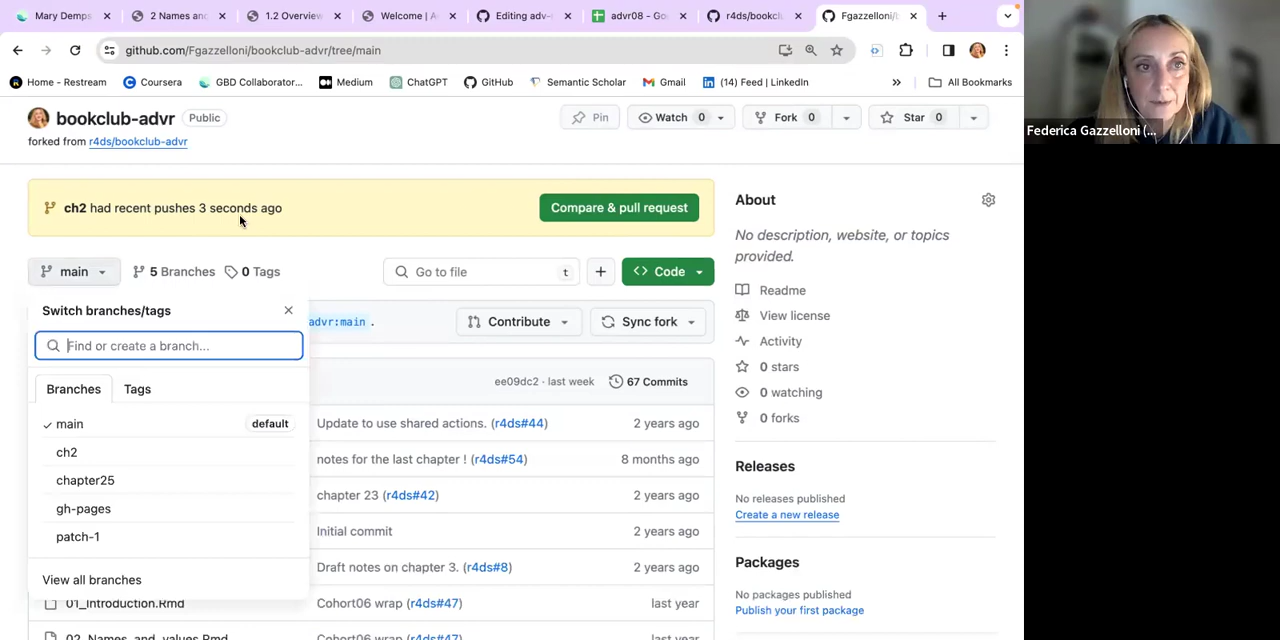 Mary Demps
2 Names and
1.2 Overview
Welcome | A
Editing adv-
advr08 - Go
r4ds/bookclu
Fgazzelloni/b
github.com/Fgazzelloni/bookclub-advr/tree/main
Home - Restream
Coursera
GBD Collaborator...
Medium
ChatGPT
GitHub
Semantic Scholar
Gmail
(14) Feed | LinkedIn
»
All Bookmarks
bookclub-advr
Public
Pin
Watch 0
Fork 0
Star 0
forked from r4ds/bookclub-advr
ch2 had recent pushes 3 seconds ago
Compare & pull request
main
5 Branches
0 Tags
Go to file
t
Code
Switch branches/tags
Find or create a branch...
Branches
Tags
main
default
ch2
chapter25
gh-pages
patch-1
View all branches
advr:main .
Contribute
Sync fork
ee09dc2 · last week
67 Commits
Update to use shared actions. (r4ds#44)
2 years ago
notes for the last chapter ! (r4ds#54)
8 months ago
chapter 23 (r4ds#42)
2 years ago
Initial commit
2 years ago
Draft notes on chapter 3. (r4ds#8)
2 years ago
01_Introduction.Rmd
Cohort06 wrap (r4ds#47)
last year
02_Names_and_values.Rmd
Cohort06 wrap (r4ds#47)
last year
About
No description, website, or topics
provided.
Readme
View license
Activity
0 stars
0 watching
0 forks
Releases
No releases published
Create a new release
Packages
No packages published
Publish your first package
Federica Gazzelloni (...